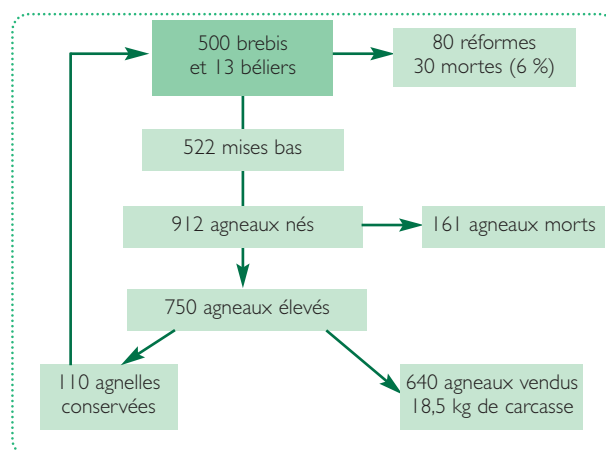 500 brebis
et 13 béliers
80 réformes
30 mortes (6 %)
522 mises bas
912 agneaux nés
161 agneaux morts
750 agneaux élevés
110 agnelles
conservées
640 agneaux vendus
18,5 kg de carcasse